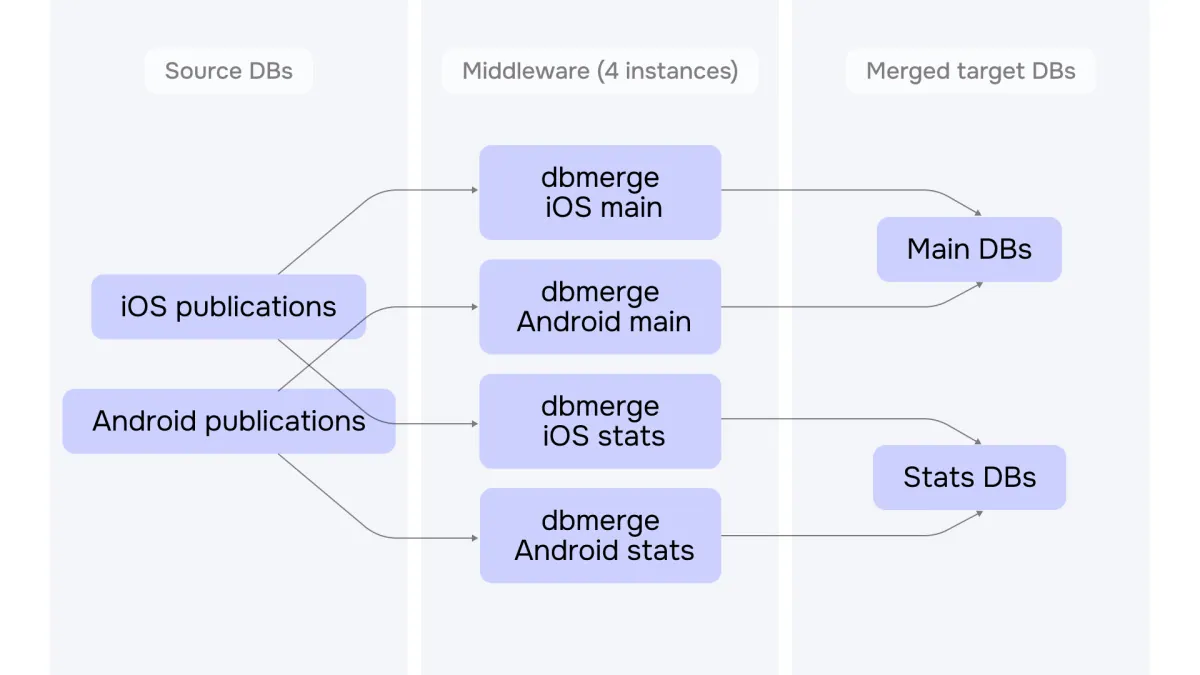 Source DBs
Middleware (4 instances)
Merged target DBs
iOS publications
Android publications
dbmerge
iOS main
dbmerge
Android main
dbmerge
iOS stats
dbmerge
Android stats
Main DBs
Stats DBs